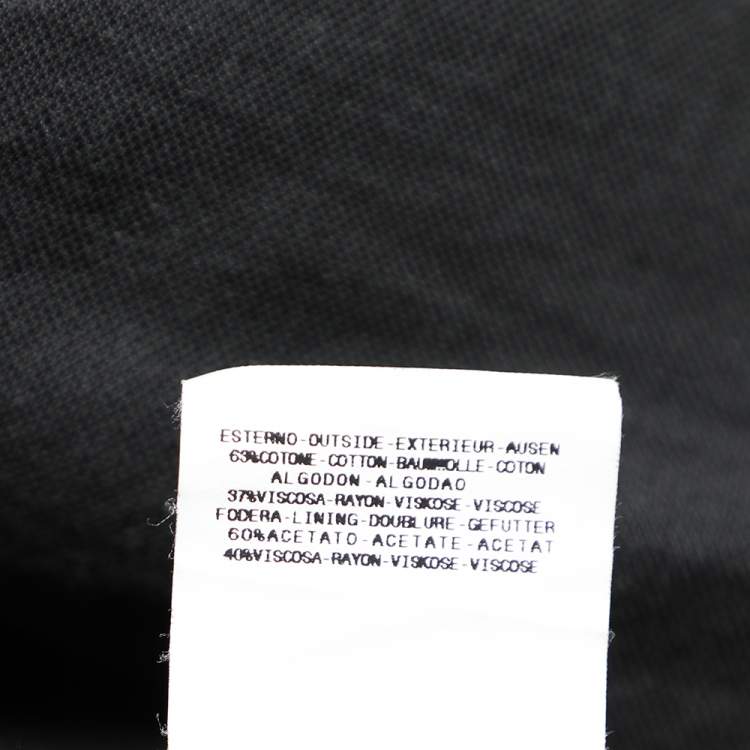 ESTERNO-OUTSIDE-EXTERIEUR-AUSEN
63%COTONE-COTTON-BAUMWOLLE-COTON
ALGODON-ALGODAO
37%VISCOSA-RAYON-VISKOSE-VISCOSE
FODERA-LINING-DOUBLURE-GEFUTTER
60%ACETATO-ACETATE-ACETAT
40%VISCOSA-RAYON-VISKOSE-VISCOSE